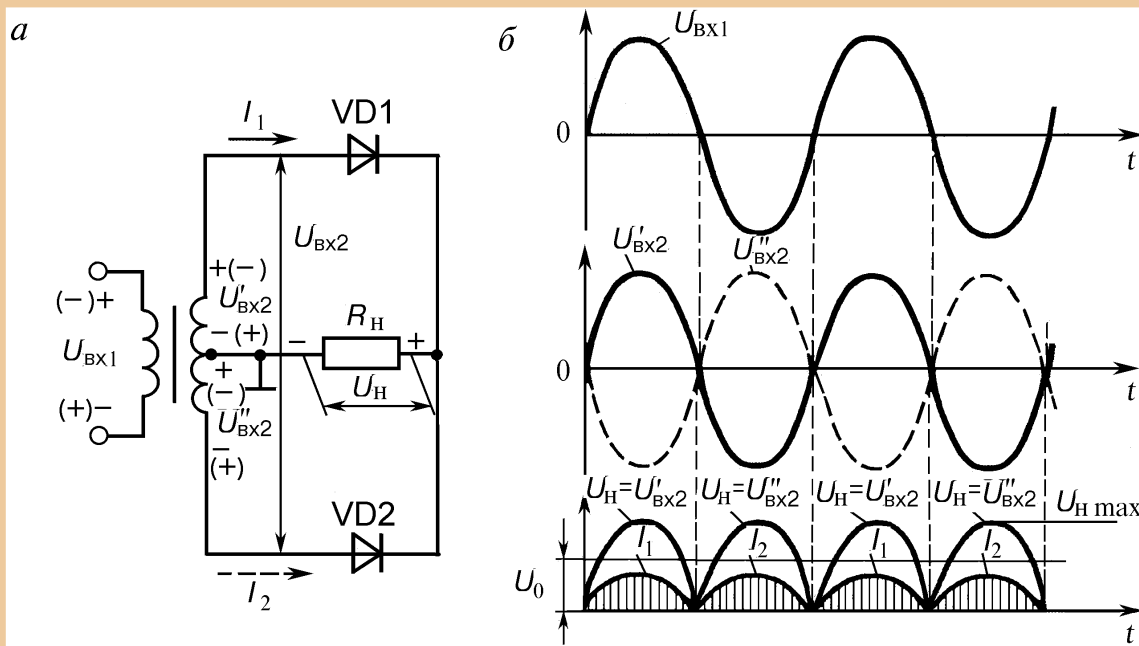 а
I₁
VD1
Uвх2
+(−)
U′вх2
−(+)
(−)+
Uвх1
(+)−
+
(−)
U″вх2
−
(+)
Rн
− +
Uн
VD2
I₂
б
Uвх1
0
t
U′вх2 U″вх2
0
t
Uн=U′вх2 Uн=U″вх2 Uн=U′вх2 Uн=U″вх2
Uн max
I₁ I₂ I₁ I₂
U₀
t